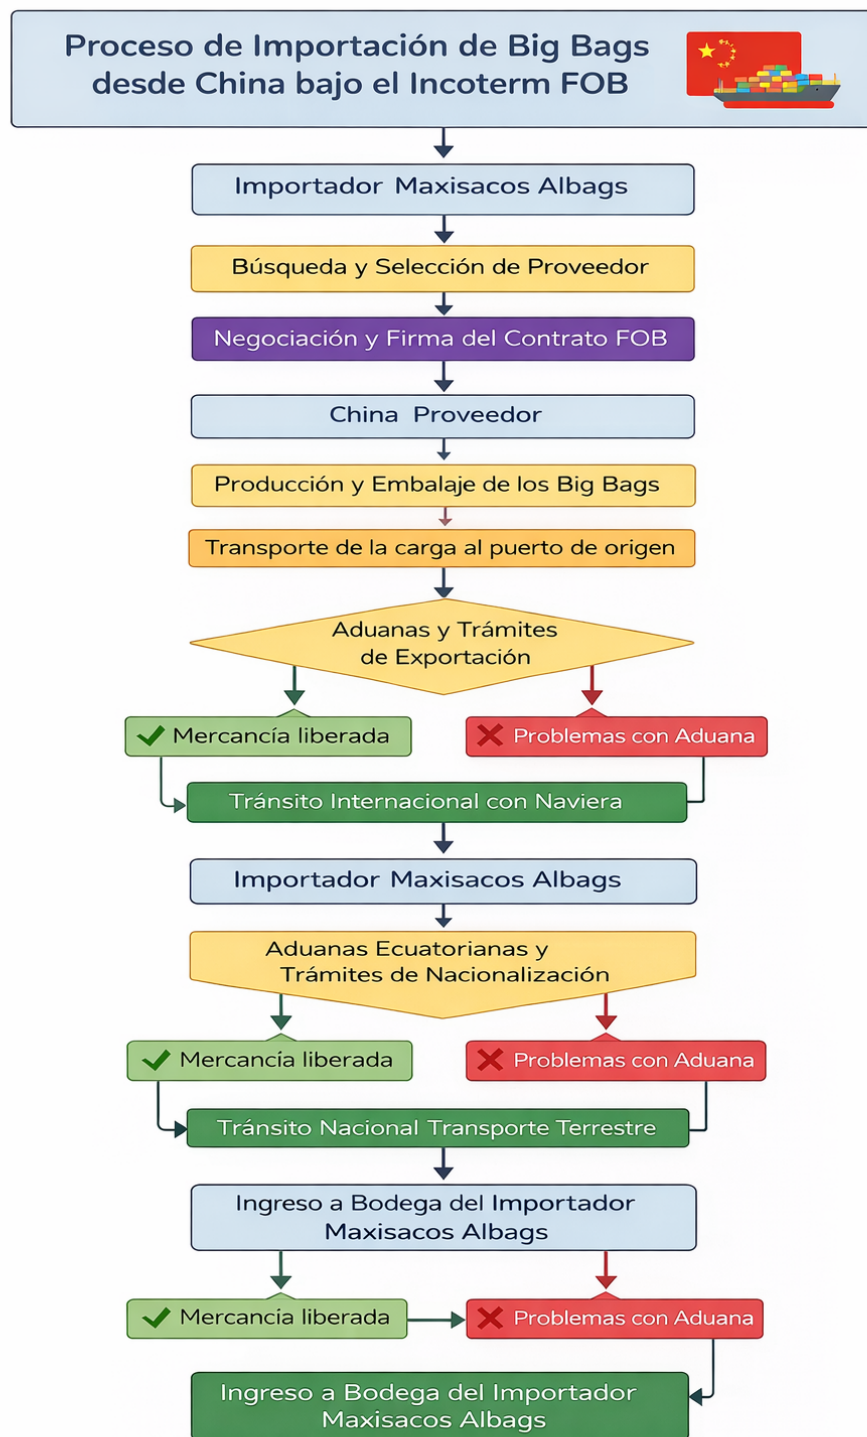 Proceso de Importación de Big Bags
desde China bajo el Incoterm FOB
Importador Maxisacos Albags
Búsqueda y Selección de Proveedor
Negociación y Firma del Contrato FOB
China Proveedor
Producción y Embalaje de los Big Bags
Transporte de la carga al puerto de origen
Aduanas y Trámites
de Exportación
Mercancía liberada
Problemas con Aduana
Tránsito Internacional con Naviera
Importador Maxisacos Albags
Aduanas Ecuatorianas y
Trámites de Nacionalización
Mercancía liberada
Problemas con Aduana
Tránsito Nacional Transporte Terrestre
Ingreso a Bodega del Importador
Maxisacos Albags
Mercancía liberada
Problemas con Aduana
Ingreso a Bodega del Importador
Maxisacos Albags